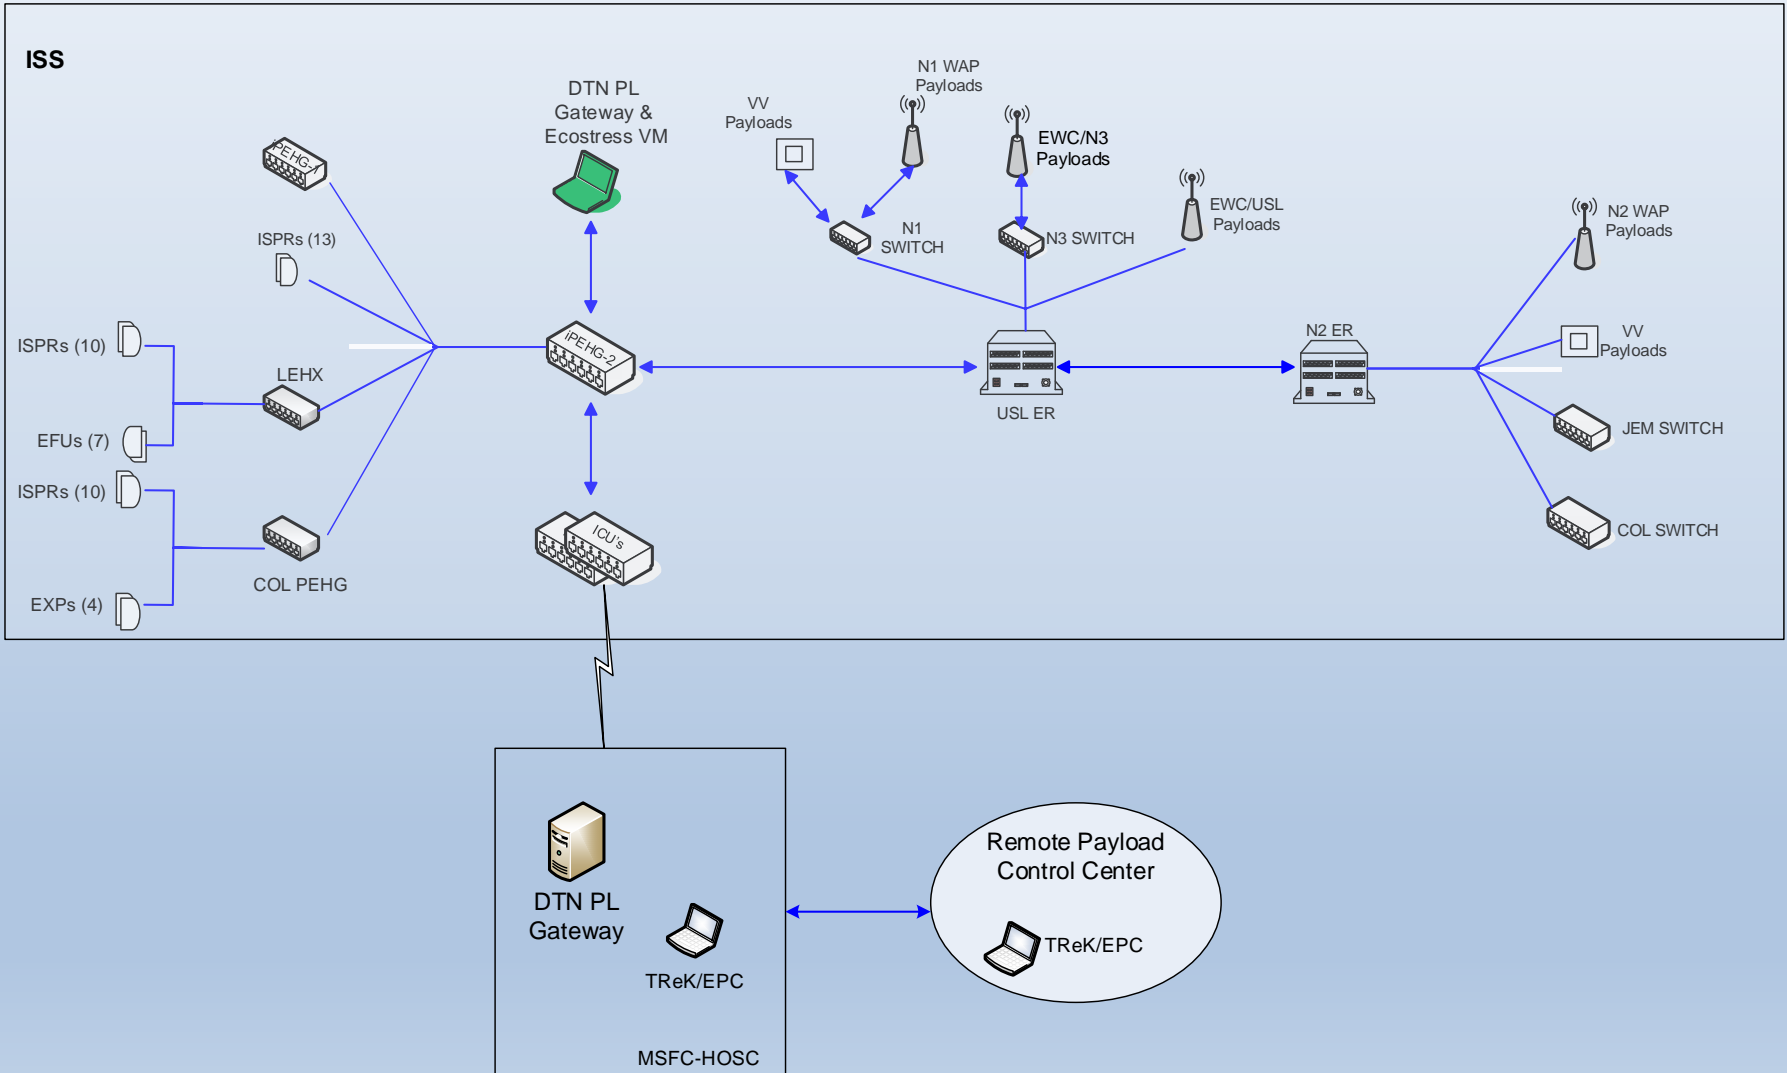 ISS
DTN PL
Gateway &
Ecostress VM
VV
Payloads
N1 WAP
Payloads
EWC/N3
Payloads
EWC/USL
Payloads
N2 WAP
Payloads
iPEHG-1
ISPRs (13)
N1
SWITCH
N3 SWITCH
ISPRs (10)
LEHX
iPEHG-2
N2 ER
VV
Payloads
USL ER
EFUs (7)
JEM SWITCH
ISPRs (10)
ICU's
COL SWITCH
COL PEHG
EXPs (4)
DTN PL
Gateway
TReK/EPC
MSFC-HOSC
Remote Payload
Control Center
TReK/EPC